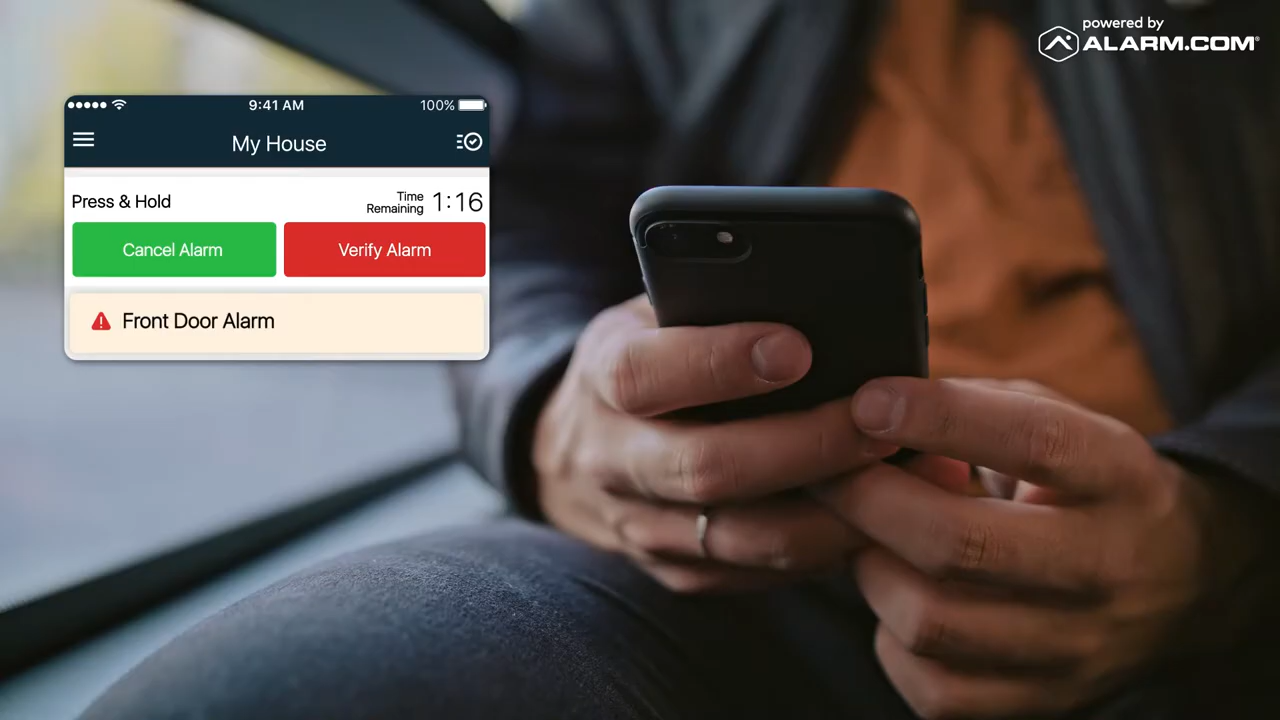 powered by
ALARM.COM®
9:41 AM
100%
My House
Press & Hold
Time
Remaining
1:16
Cancel Alarm
Verify Alarm
Front Door Alarm